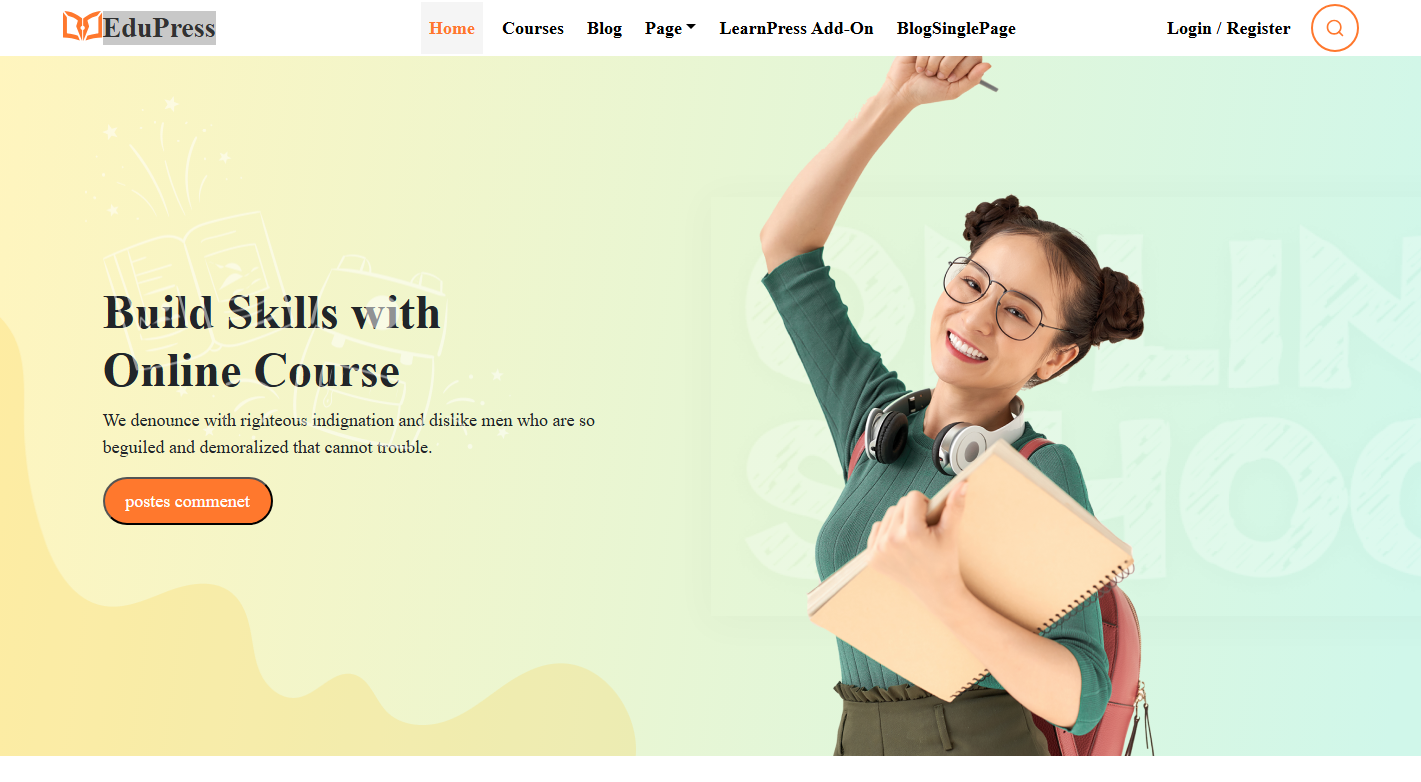 EduPress
Home Courses Blog Page LearnPress Add-On BlogSinglePage
Login / Register
Build Skills with
Online Course
We denounce with righteous indignation and dislike men who are so
beguiled and demoralized that cannot trouble.
postes commenet
ONLIN
SCHOO